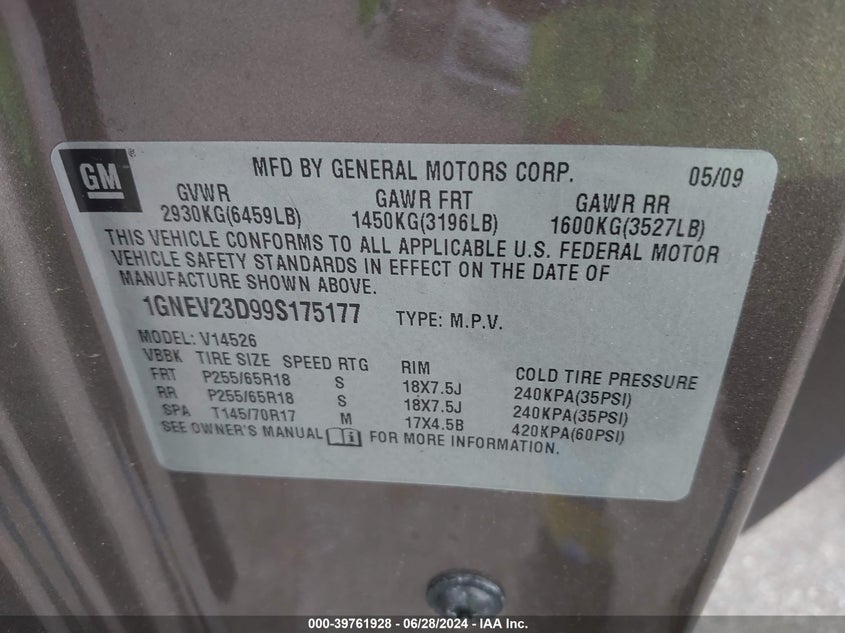 GM
MFD BY GENERAL MOTORS CORP. 05/09
GVWR GAWR FRT GAWR RR
2930KG(6459LB) 1450KG(3196LB) 1600KG(3527LB)
THIS VEHICLE CONFORMS TO ALL APPLICABLE U.S. FEDERAL MOTOR
VEHICLE SAFETY STANDARDS IN EFFECT ON THE DATE OF
MANUFACTURE SHOWN ABOVE.
1GNEV23D99S175177 TYPE: M.P.V.
MODEL: V14526
VBBK TIRE SIZE SPEED RTG RIM COLD TIRE PRESSURE
FRT P255/65R18 S 18X7.5J 240KPA(35PSI)
RR P255/65R18 S 18X7.5J 240KPA(35PSI)
SPA T145/70R17 M 17X4.5B 420KPA(60PSI)
SEE OWNER'S MANUAL FOR MORE INFORMATION.
000-39761928 - 06/28/2024 - IAA Inc.